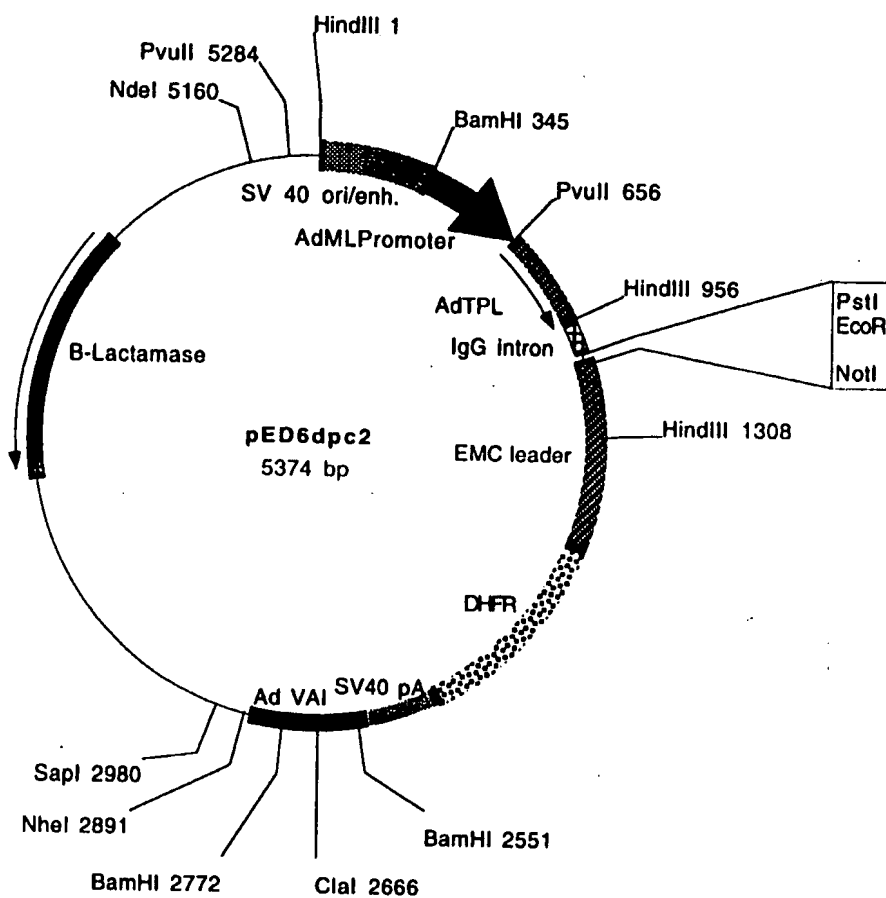 HindIII 1
PvuII 5284
NdeI 5160
BamHI 345
SV 40 ori/enh.
PvuII 656
AdMLPromoter
HindIII 956
AdTPL
PstI
EcoR
IgG intron
NotI
B-Lactamase
pED6dpc2
5374 bp
EMC leader
HindIII 1308
DHFR
Ad VAI
SV40 pA
SapI 2980
NheI 2891
BamHI 2551
BamHI 2772
ClaI 2666